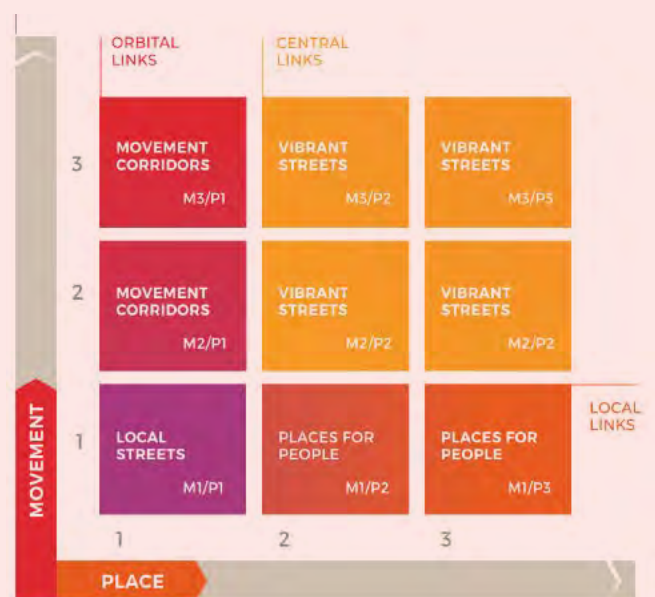 ORBITAL
LINKS
CENTRAL
LINKS
3
MOVEMENT
CORRIDORS
M3/P1
VIBRANT
STREETS
M3/P2
VIBRANT
STREETS
M3/P3
2
MOVEMENT
CORRIDORS
M2/P1
VIBRANT
STREETS
M2/P2
VIBRANT
STREETS
M2/P2
1
LOCAL
STREETS
M1/P1
PLACES FOR
PEOPLE
M1/P2
PLACES FOR
PEOPLE
M1/P3
LOCAL
LINKS
MOVEMENT
1
2
3
PLACE